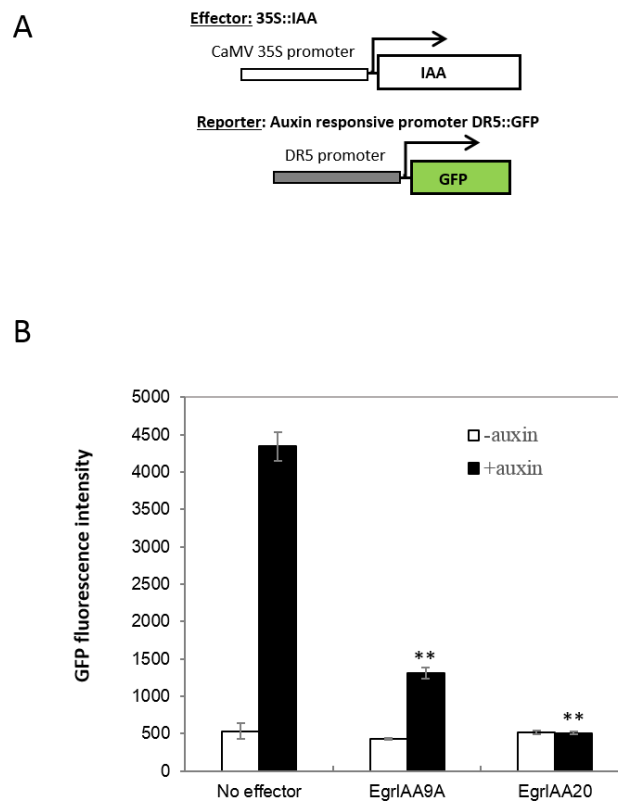 A
Effector: 35S::IAA
CaMV 35S promoter
IAA
Reporter: Auxin responsive promoter DR5::GFP
DR5 promoter
GFP
B
GFP fluorescence intensity
5000
4500
4000
3500
3000
2500
2000
1500
1000
500
0
-auxin
+auxin
**
**
No effector
EgrIAA9A
EgrIAA20